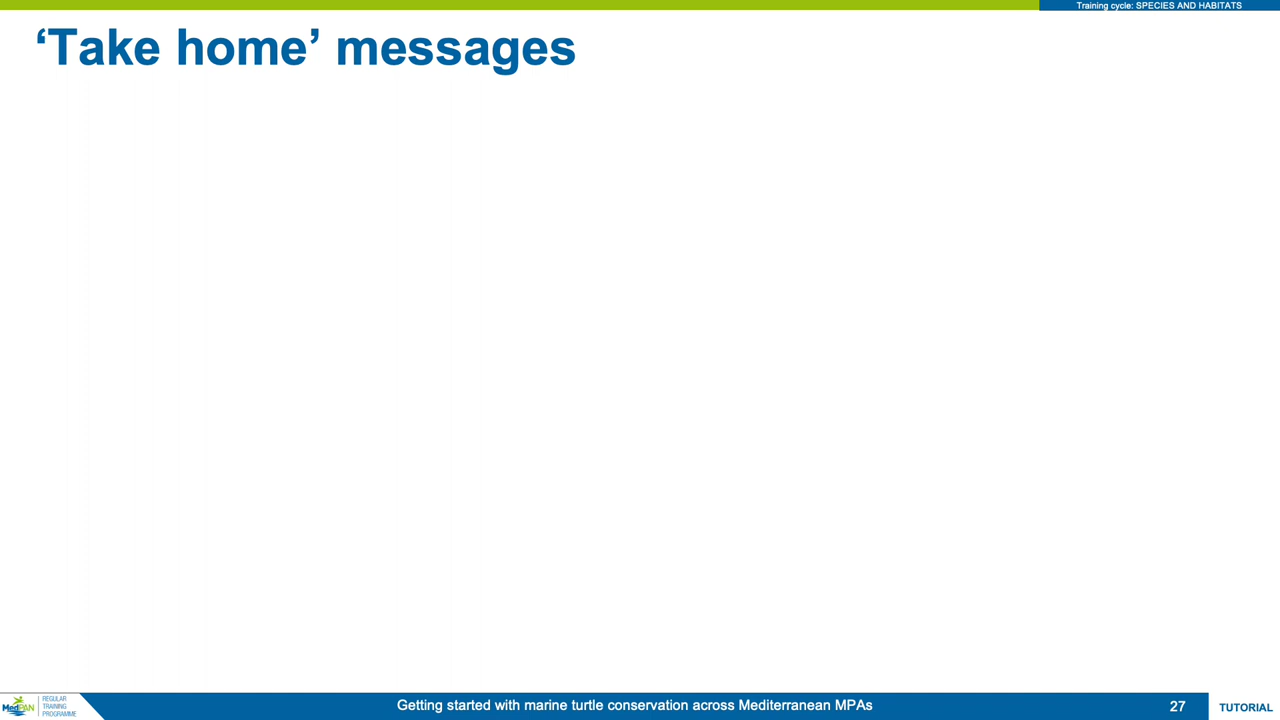 Training cycle: SPECIES AND HABITATS
‘Take home’ messages
MedPAN
REGULAR
TRAINING
PROGRAMME
Getting started with marine turtle conservation across Mediterranean MPAs
27
TUTORIAL